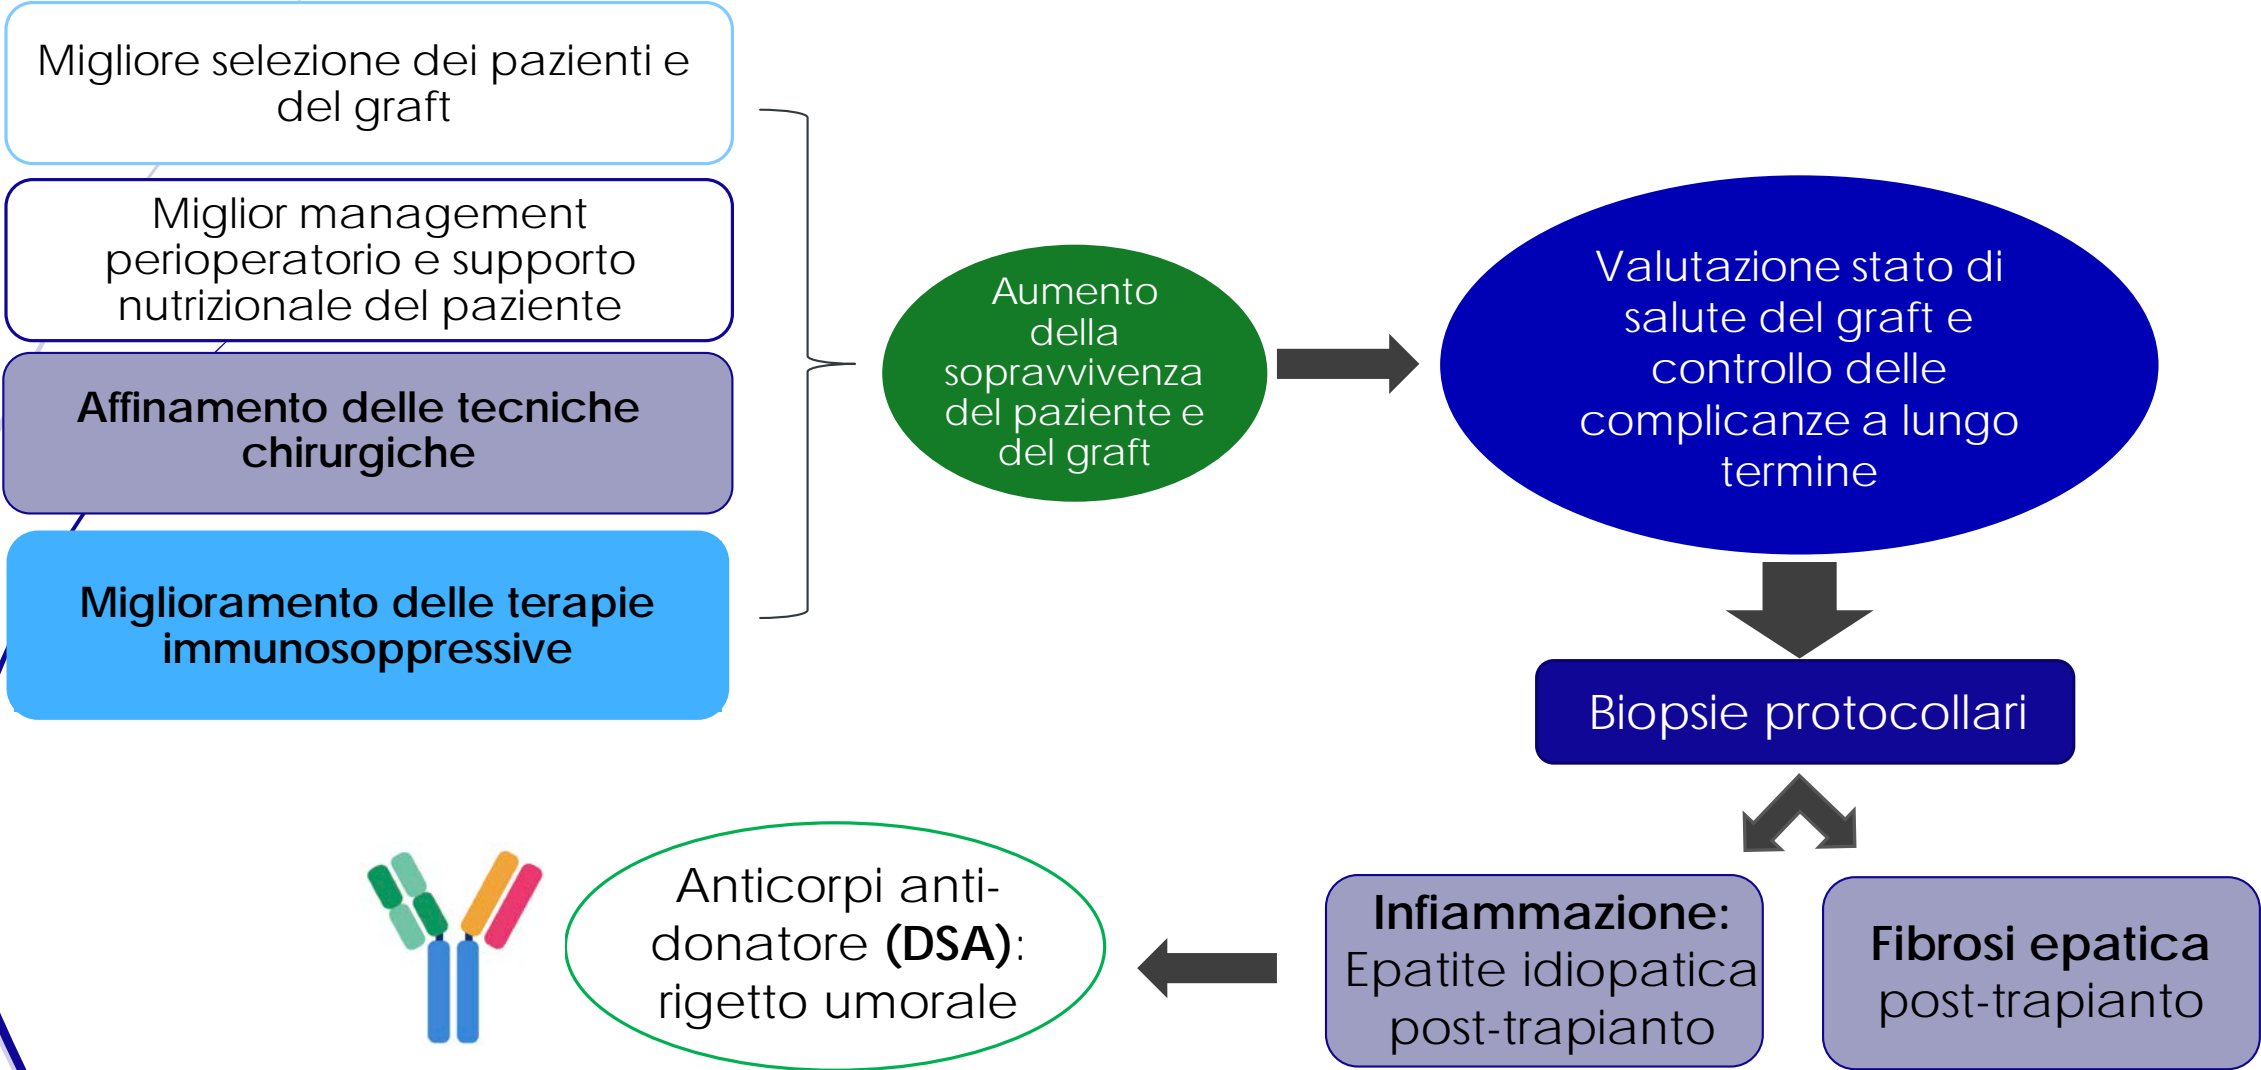 Migliore selezione dei pazienti e
del graft
Miglior management
perioperatorio e supporto
nutrizionale del paziente
Affinamento delle tecniche
chirurgiche
Miglioramento delle terapie
immunosoppressive
Aumento
della
sopravvivenza
del paziente e
del graft
Valutazione stato di
salute del graft e
controllo delle
complicanze a lungo
termine
Biopsie protocollari
Infiammazione:
Epatite idiopatica
post-trapianto
Fibrosi epatica
post-trapianto
Anticorpi anti-
donatore (DSA):
rigetto umorale